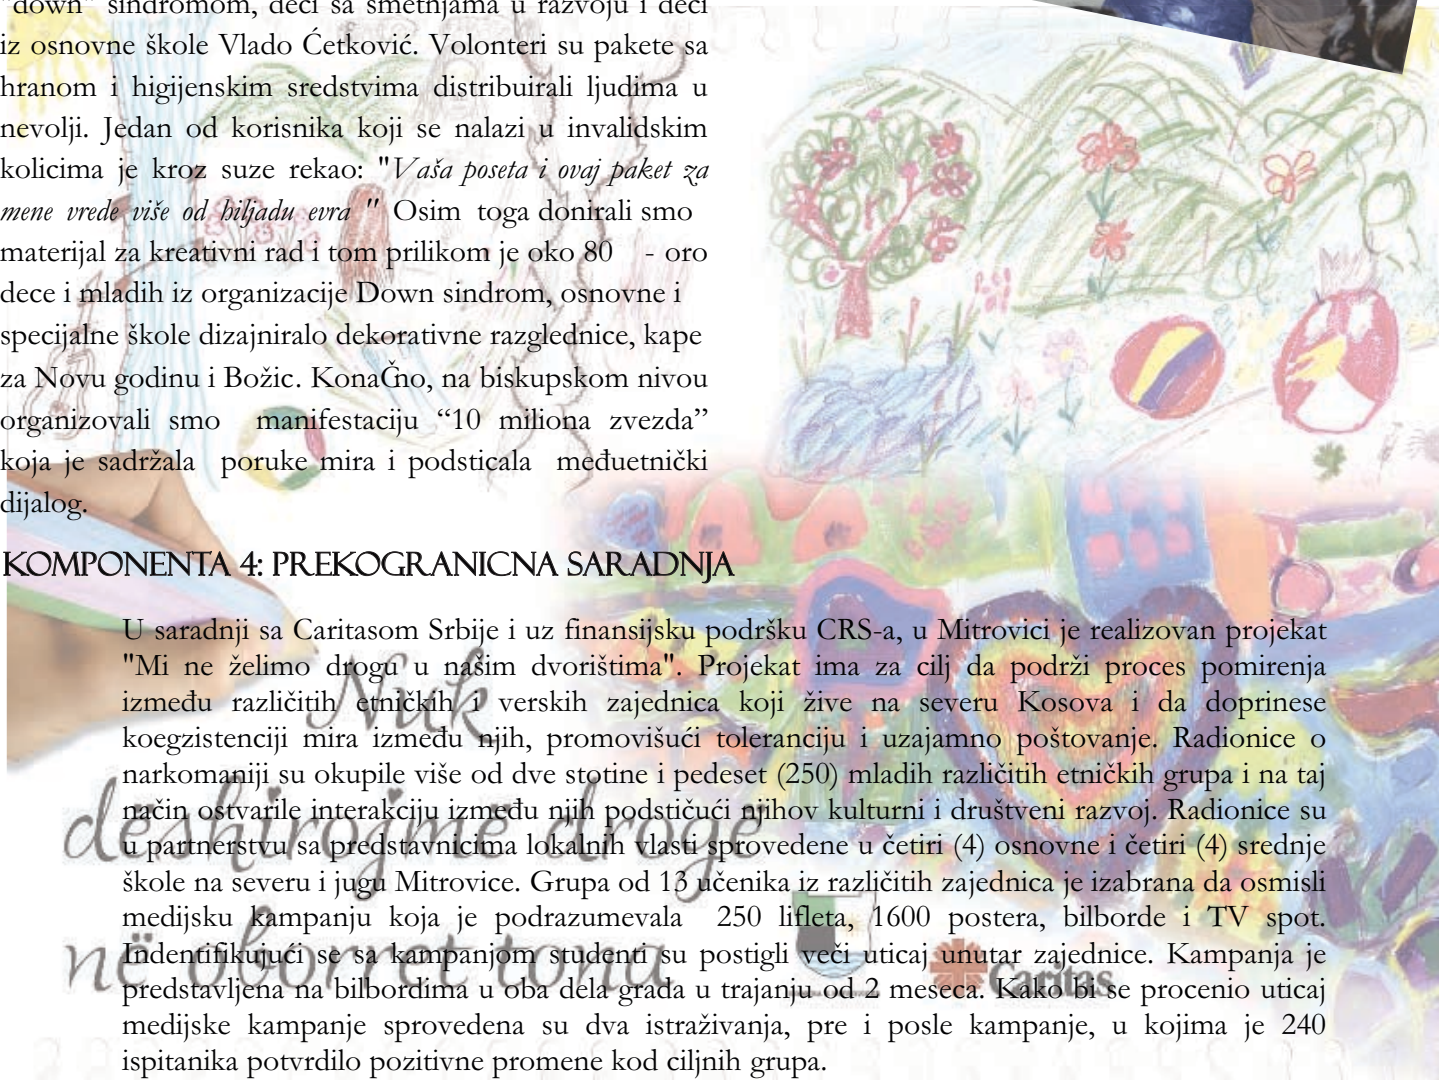 "down" sindromom, deci sa smetnjama u razvoju i deci
iz osnovne škole Vlado Ćetković. Volonteri su pakete sa
hranom i higijenskim sredstvima distribuirali ljudima u
nevolji. Jedan od korisnika koji se nalazi u invalidskim
kolicima je kroz suze rekao: "Vaša poseta i ovaj paket za
mene vrede više od hiljadu evra " Osim toga donirali smo
materijal za kreativni rad i tom prilikom je oko 80 - oro
dece i mladih iz organizacije Down sindrom, osnovne i
specijalne škole dizajniralo dekorativne razglednice, kape
za Novu godinu i Božic. KonaČno, na biskupskom nivou
organizovali smo manifestaciju “10 miliona zvezda”
koja je sadržala poruke mira i podsticala međuetnički
dijalog.
KOMPONENTA 4: PREKOGRANICNA SARADNJA
U saradnji sa Caritasom Srbije i uz finansijsku podršku CRS-a, u Mitrovici je realizovan projekat
"Mi ne želimo drogu u našim dvorištima". Projekat ima za cilj da podrži proces pomirenja
između različitih etničkih i verskih zajednica koji žive na severu Kosova i da doprinese
koegzistenciji mira između njih, promovišući toleranciju i uzajamno poštovanje. Radionice o
narkomaniji su okupile više od dve stotine i pedeset (250) mladih različitih etničkih grupa i na taj
način ostvarile interakciju između njih podstičući njihov kulturni i društveni razvoj. Radionice su
u partnerstvu sa predstavnicima lokalnih vlasti sprovedene u četiri (4) osnovne i četiri (4) srednje
škole na severu i jugu Mitrovice. Grupa od 13 učenika iz različitih zajednica je izabrana da osmisli
medijsku kampanju koja je podrazumevala 250 lifleta, 1600 postera, bilborde i TV spot.
Indentifikujući se sa kampanjom studenti su postigli veči uticaj unutar zajednice. Kampanja je
predstavljena na bilbordima u oba dela grada u trajanju od 2 meseca. Kako bi se procenio uticaj
medijske kampanje sprovedena su dva istraživanja, pre i posle kampanje, u kojima je 240
ispitanika potvrdilo pozitivne promene kod ciljnih grupa.
Nuk
dëshirojmë drogë
në oborret tona
Caritas